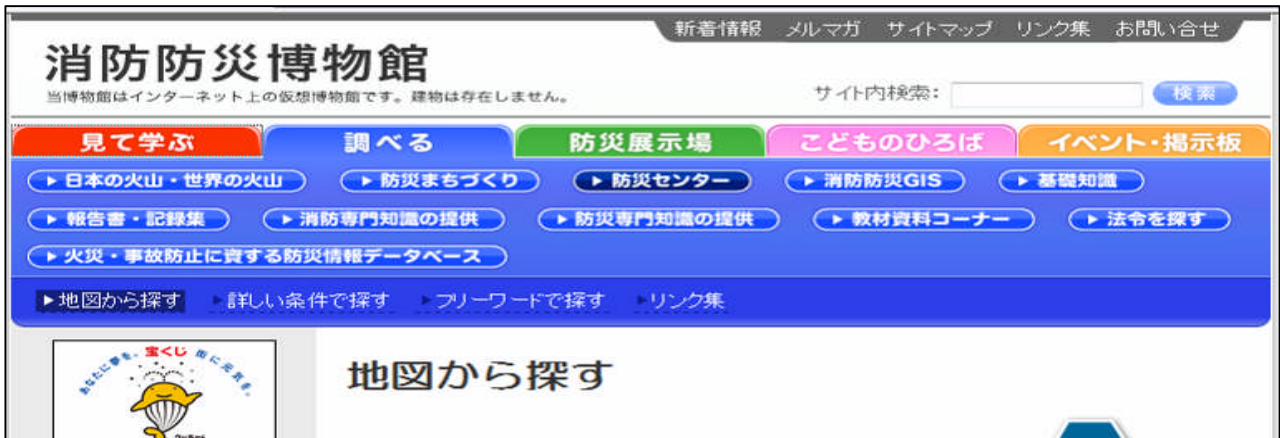 新着情報 メルマガ サイトマップ リンク集 お問い合せ
消防防災博物館
当博物館はインターネット上の仮想博物館です。建物は存在しません。
サイト内検索: 検索
見て学ぶ 調べる 防災展示場 こどものひろば イベント・掲示板
日本の火山・世界の火山 防災まちづくり 防災センター 消防防災GIS 基礎知識
報告書・記録集 消防専門知識の提供 防災専門知識の提供 教材資料コーナー 法令を探す
火災・事故防止に資する防災情報データベース
地図から探す 詳しい条件で探す フリーワードで探す リンク集
あなたに夢を。宝くじ 街に元気を。
地図から探す